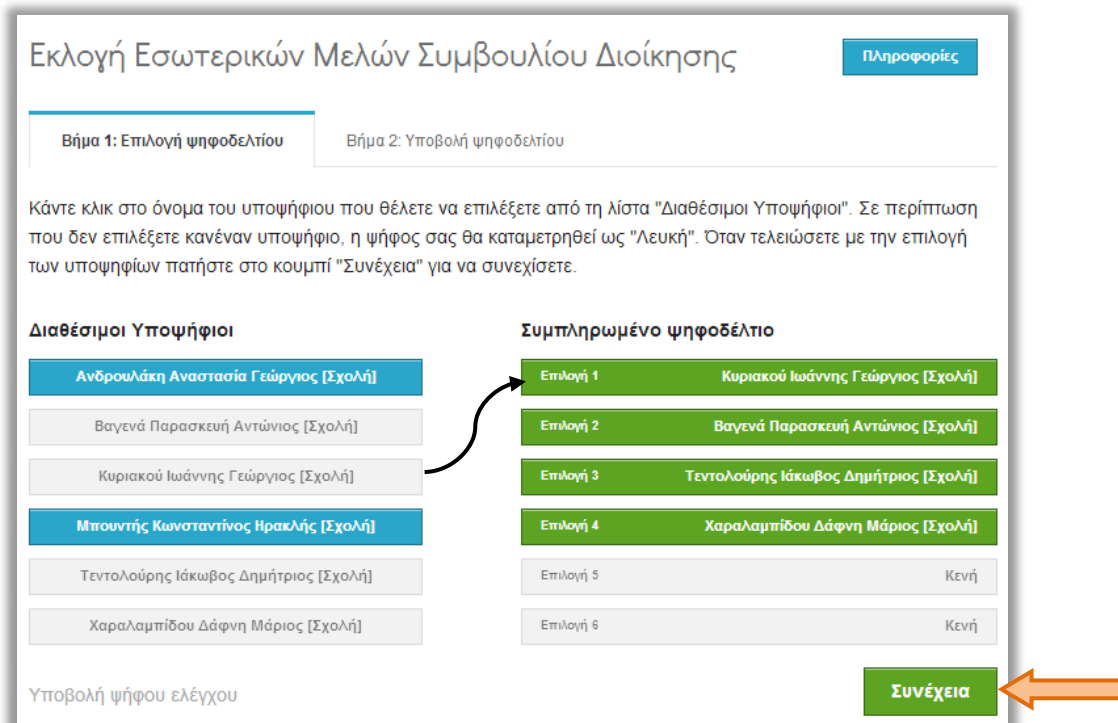 Εκλογή Εσωτερικών Μελών Συμβουλίου Διοίκησης
Πληροφορίες
Βήμα 1: Επιλογή ψηφοδελτίου
Βήμα 2: Υποβολή ψηφοδελτίου
Κάντε κλικ στο όνομα του υποψήφιου που θέλετε να επιλέξετε από τη λίστα "Διαθέσιμοι Υποψήφιοι". Σε περίπτωση
που δεν επιλέξετε κανέναν υποψήφιο, η ψήφος σας θα καταμετρηθεί ως "Λευκή". Όταν τελειώσετε με την επιλογή
των υποψηφίων πατήστε στο κουμπί "Συνέχεια" για να συνεχίσετε.
Διαθέσιμοι Υποψήφιοι
Ανδρουλάκη Αναστασία Γεώργιος [Σχολή]
Βαγενά Παρασκευή Αντώνιος [Σχολή]
Κυριακού Ιωάννης Γεώργιος [Σχολή]
Μπουντής Κωνσταντίνος Ηρακλής [Σχολή]
Τεντολούρης Ιάκωβος Δημήτριος [Σχολή]
Χαραλαμπίδου Δάφνη Μάριος [Σχολή]
Συμπληρωμένο ψηφοδέλτιο
Επιλογή 1 Κυριακού Ιωάννης Γεώργιος [Σχολή]
Επιλογή 2 Βαγενά Παρασκευή Αντώνιος [Σχολή]
Επιλογή 3 Τεντολούρης Ιάκωβος Δημήτριος [Σχολή]
Επιλογή 4 Χαραλαμπίδου Δάφνη Μάριος [Σχολή]
Επιλογή 5 Κενή
Επιλογή 6 Κενή
Υποβολή ψήφου ελέγχου
Συνέχεια